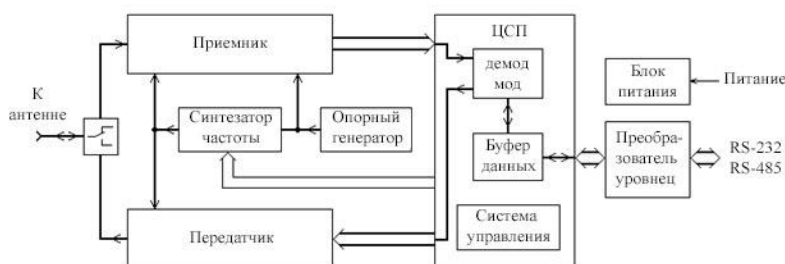 Приемник
ЦСП
демод
мод
Блок
питания
Питание
К
антенне
Синтезатор
частоты
Опорный
генератор
Буфер
данных
Преобра-
зователь
уровнец
RS-232
RS-485
Передатчик
Система
управления